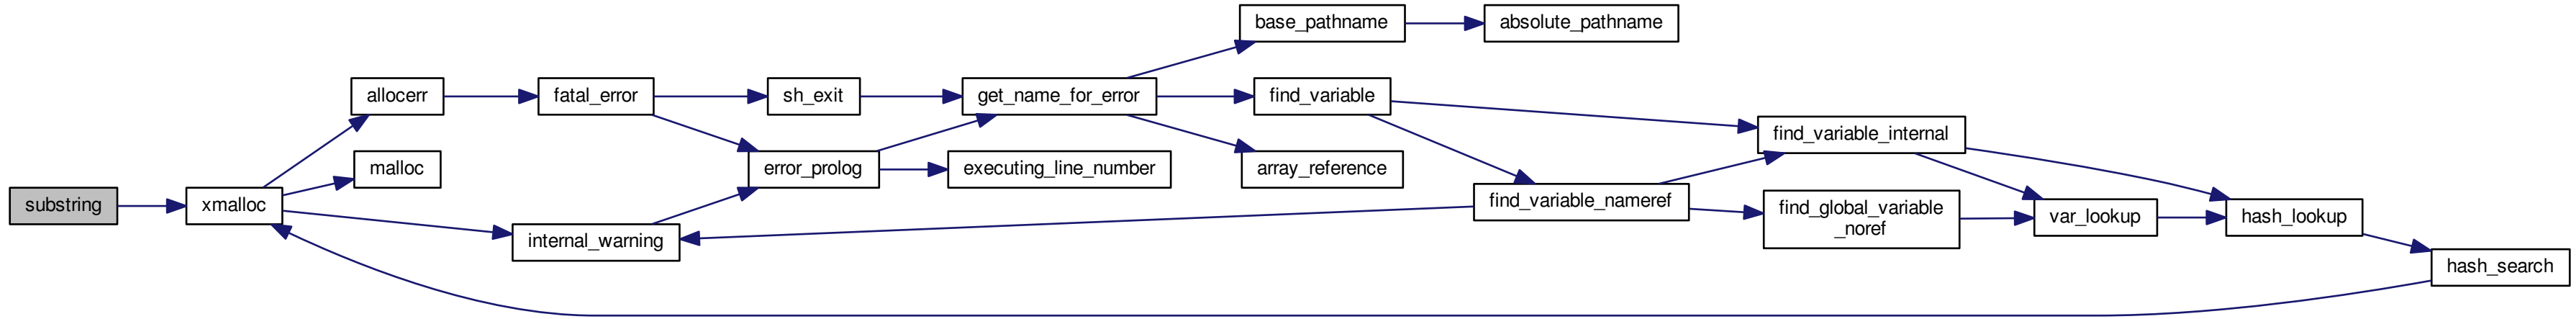 base_pathname
absolute_pathname
allocerr
fatal_error
sh_exit
get_name_for_error
find_variable
find_variable_internal
malloc
error_prolog
executing_line_number
array_reference
substring
xmalloc
find_variable_nameref
find_global_variable
_noref
var_lookup
hash_lookup
internal_warning
hash_search